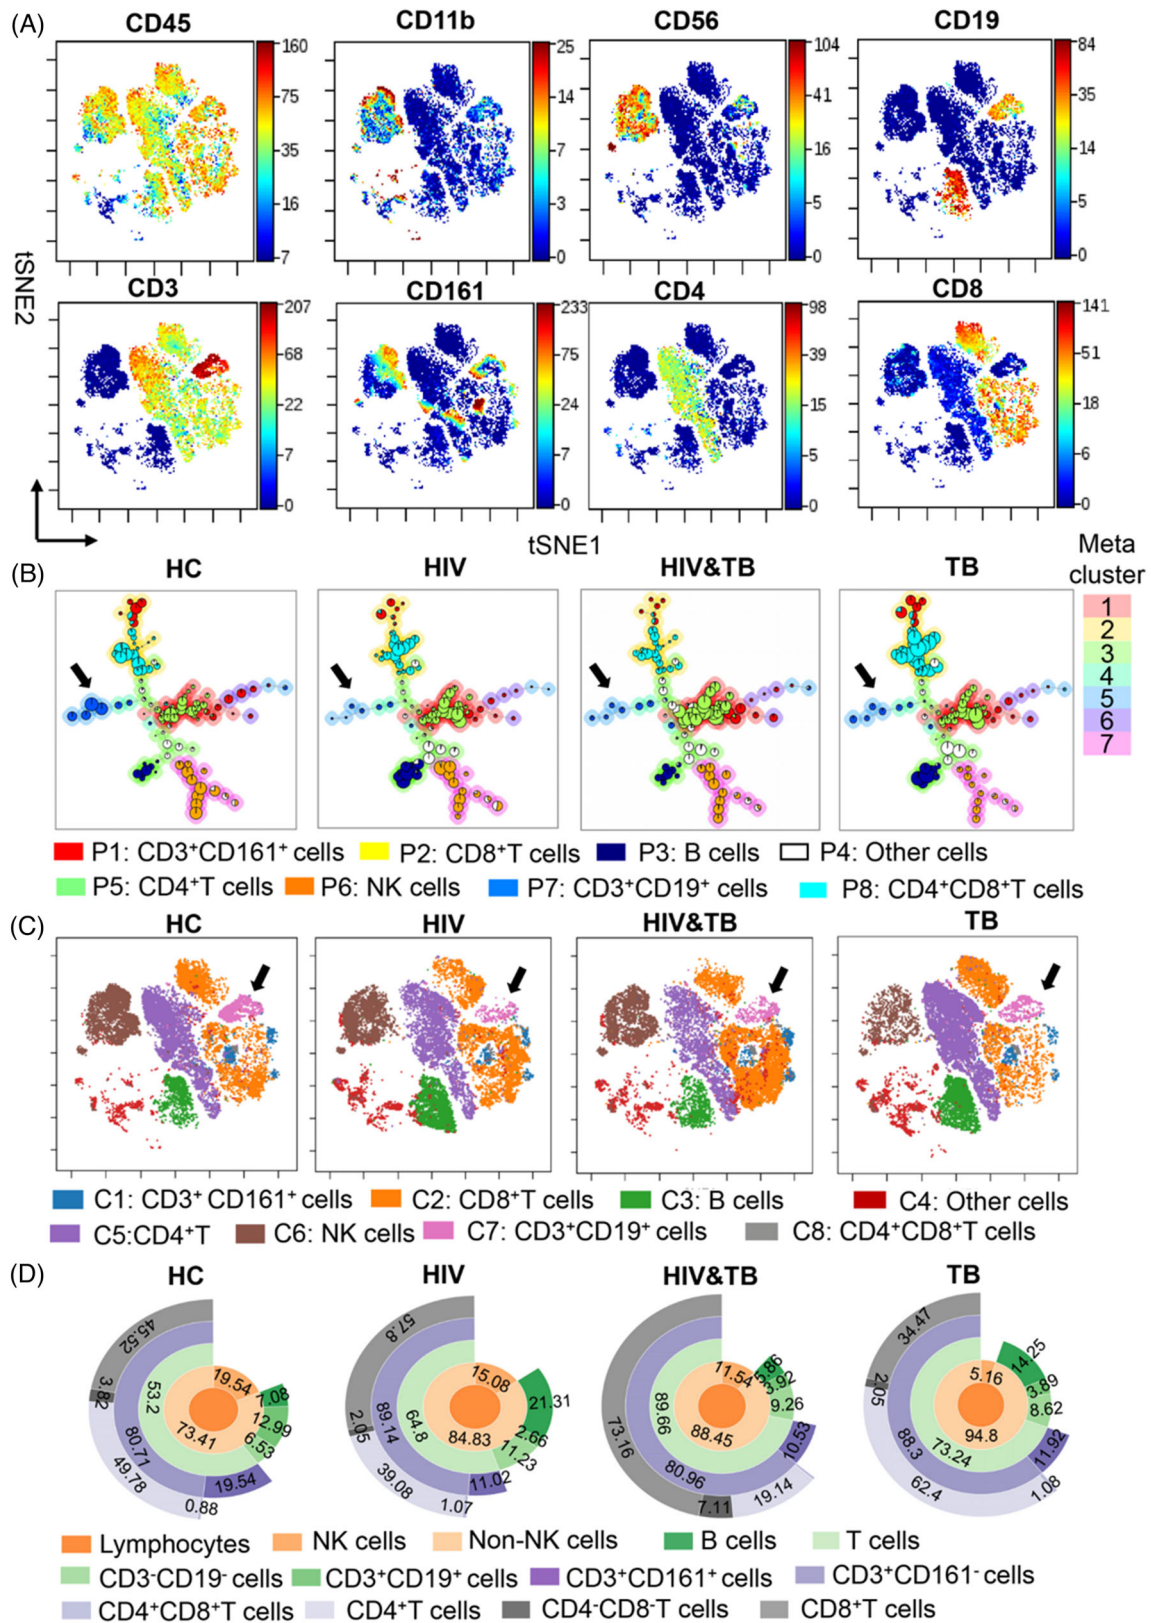 (A)
CD45 CD11b CD56 CD19
160 75 35 16 7
25 14 7 3 0
104 41 16 5 0
84 35 14 5 0
CD3 CD161 CD4 CD8
207 68 22 7 0
233 75 24 7 0
98 39 15 5 0
141 51 19 6 0
tSNE2
tSNE1
(B)
HC HIV HIV&TB TB
Meta
cluster
1
2
3
4
5
6
7
P1: CD3⁺CD161⁺ cells P2: CD8⁺T cells P3: B cells P4: Other cells
P5: CD4⁺T cells P6: NK cells P7: CD3⁺CD19⁺ cells P8: CD4⁺CD8⁺T cells
(C)
HC HIV HIV&TB TB
C1: CD3⁺ CD161⁺ cells C2: CD8⁺T cells C3: B cells C4: Other cells
C5:CD4⁺T C6: NK cells C7: CD3⁺CD19⁺ cells C8: CD4⁺CD8⁺T cells
(D)
HC HIV HIV&TB TB
45.52 3.82 53.2 19.54 7.08 12.99 6.53 73.41 80.71 49.78 19.54 0.88
57.8 2.05 89.14 64.8 15.08 21.31 2.66 11.23 84.83 39.08 11.02 1.07
11.54 5.86 3.92 9.26 89.66 88.45 73.16 80.96 10.53 19.14 7.11
34.47 2.05 5.16 14.25 3.89 8.62 94.8 73.24 88.3 11.92 62.4 1.08
Lymphocytes NK cells Non-NK cells B cells T cells
CD3⁻CD19⁻ cells CD3⁺CD19⁺ cells CD3⁺CD161⁺ cells CD3⁺CD161⁻ cells
CD4⁺CD8⁺T cells CD4⁺T cells CD4⁻CD8⁻T cells CD8⁺T cells